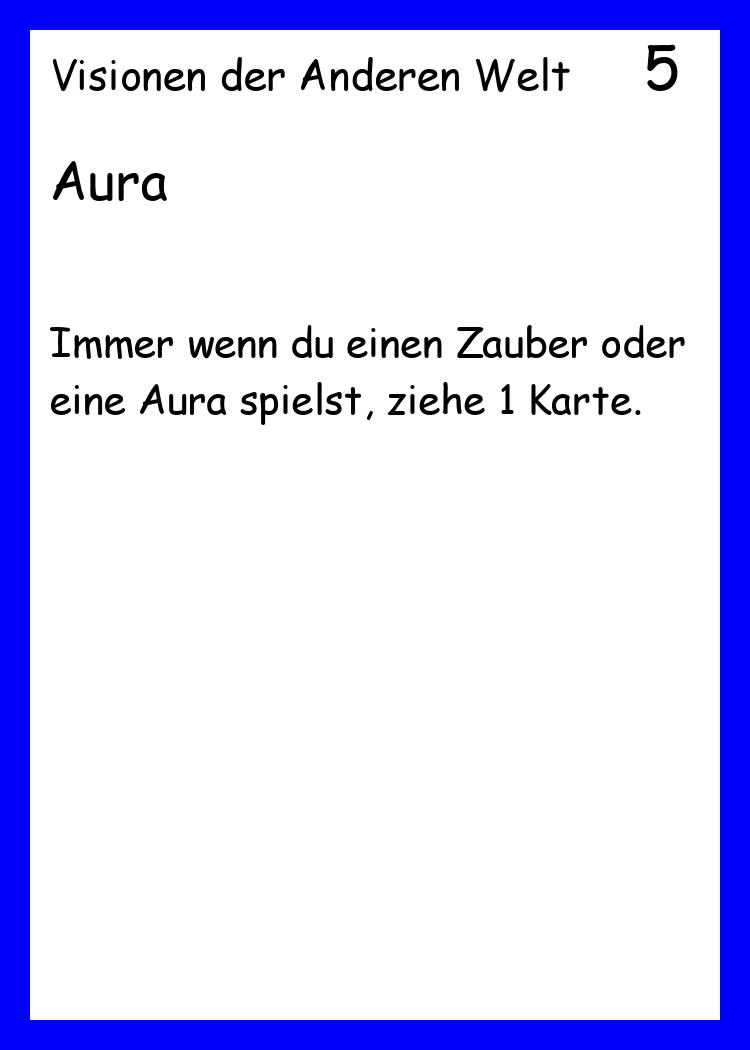 Visionen der Anderen Welt 5
Aura
Immer wenn du einen Zauber oder
eine Aura spielst, ziehe 1 Karte.